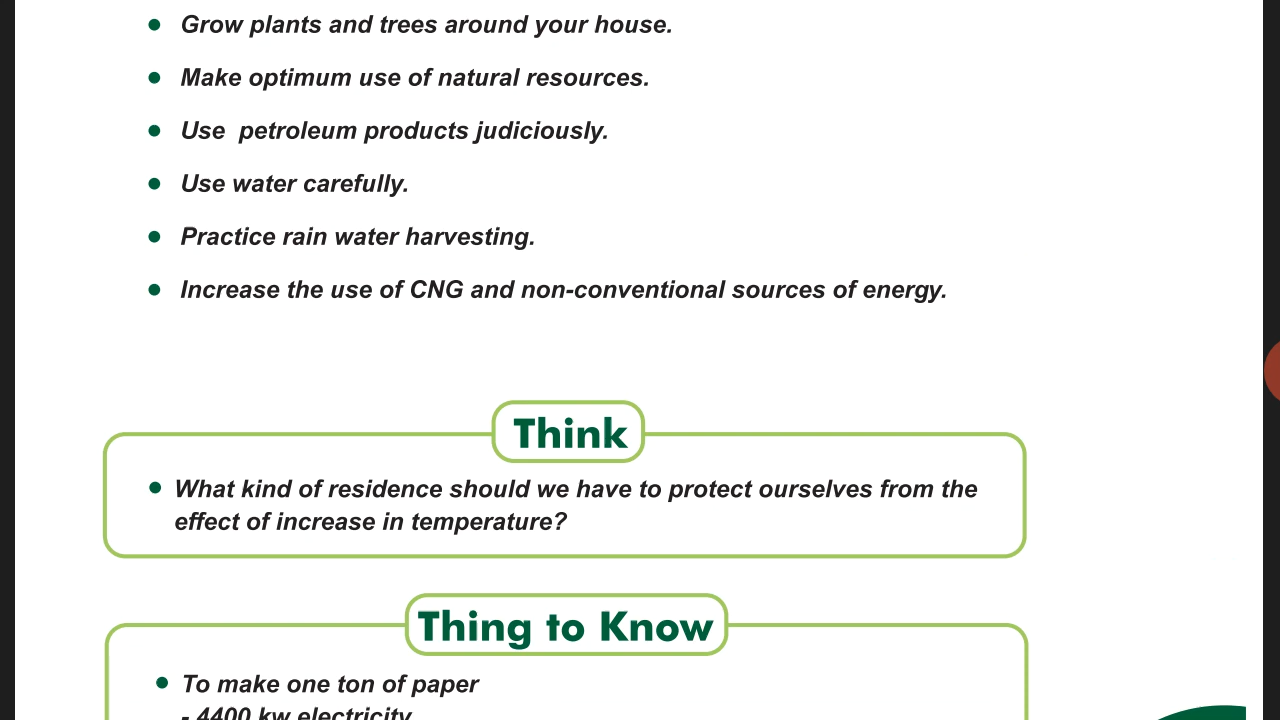 Grow plants and trees around your house.
Make optimum use of natural resources.
Use petroleum products judiciously.
Use water carefully.
Practice rain water harvesting.
Increase the use of CNG and non-conventional sources of energy.
Think
What kind of residence should we have to protect ourselves from the
effect of increase in temperature?
Thing to Know
To make one ton of paper
- 4400 kw electricity